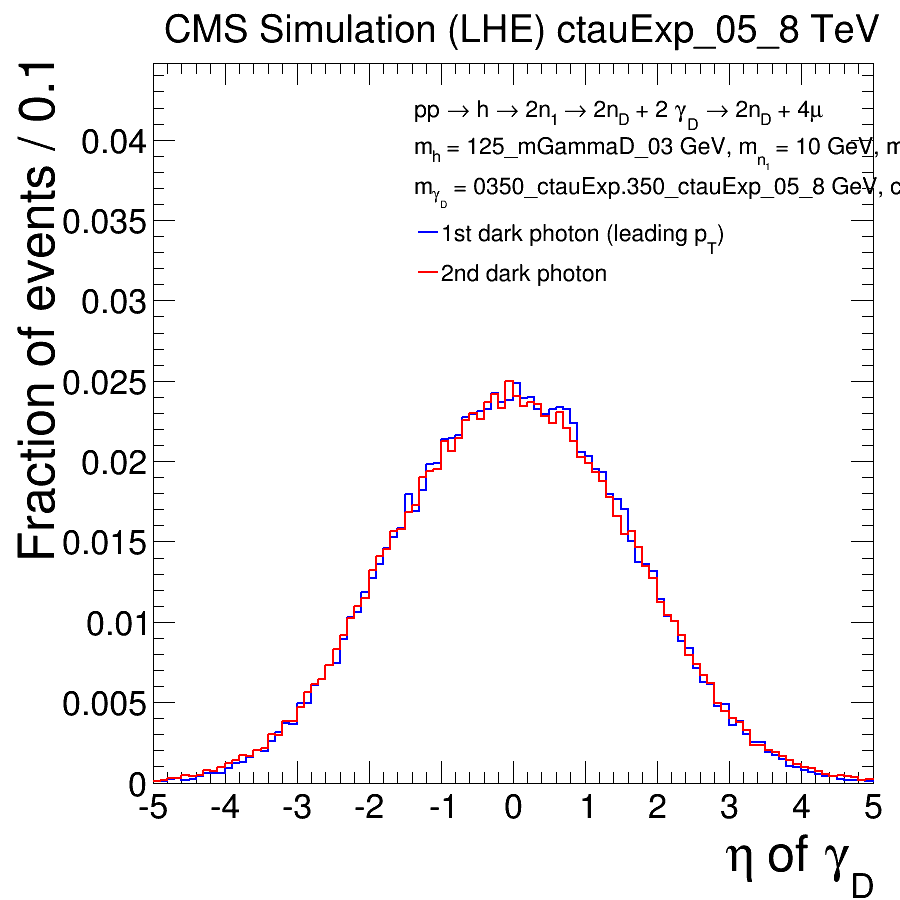 CMS Simulation (LHE) ctauExp_05_8 TeV
Fraction of events / 0.1
pp → h → 2n1 → 2nD + 2 γD → 2nD + 4μ
mh = 125_mGammaD_03 GeV, mn1 = 10 GeV, m
mγD = 0350_ctauExp.350_ctauExp_05_8 GeV, c
1st dark photon (leading pT)
2nd dark photon
0.04
0.035
0.03
0.025
0.02
0.015
0.01
0.005
0
-5 -4 -3 -2 -1 0 1 2 3 4 5
η of γD